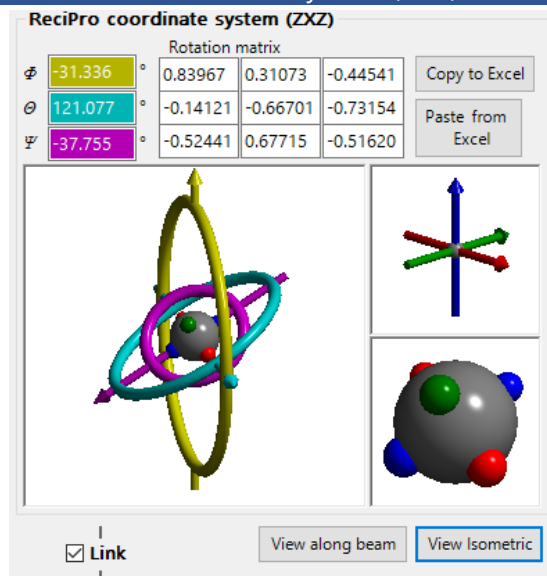 ReciPro coordinate system (ZXZ)
Rotation matrix
Φ -31.336 ° 0.83967 0.31073 -0.44541 Copy to Excel
Θ 121.077 ° -0.14121 -0.66701 -0.73154 Paste from Excel
Ψ -37.755 ° -0.52441 0.67715 -0.51620
View along beam View Isometric
Link